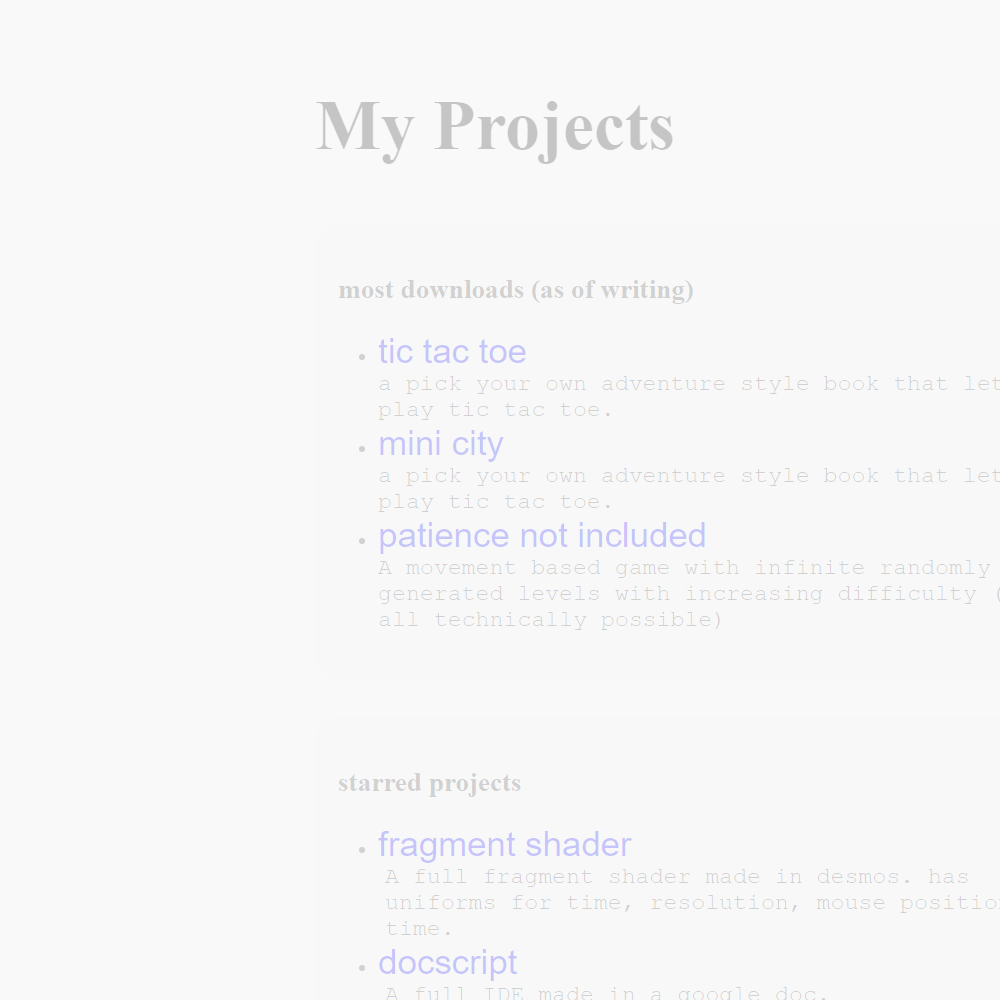 My Projects
most downloads (as of writing)
tic tac toe
a pick your own adventure style book that let
play tic tac toe.
mini city
a pick your own adventure style book that let
play tic tac toe.
patience not included
A movement based game with infinite randomly
generated levels with increasing difficulty (
all technically possible)
starred projects
fragment shader
A full fragment shader made in desmos. has
uniforms for time, resolution, mouse positio
time.
docscript
A full IDE made in a google doc.